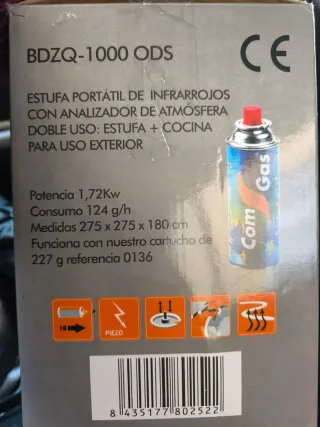 BDZQ-1000 ODS
CE
ESTUFA PORTÁTIL DE INFRARROJOS
CON ANALIZADOR DE ATMÓSFERA
DOBLE USO: ESTUFA + COCINA
PARA USO EXTERIOR
Potencia 1,72Kw
Consumo 124 g/h
Medidas 275 x 275 x 180 cm
Funciona con nuestro cartucho de
227 g referencia 0136
Com Gas
PIEZO
8 435177 802522